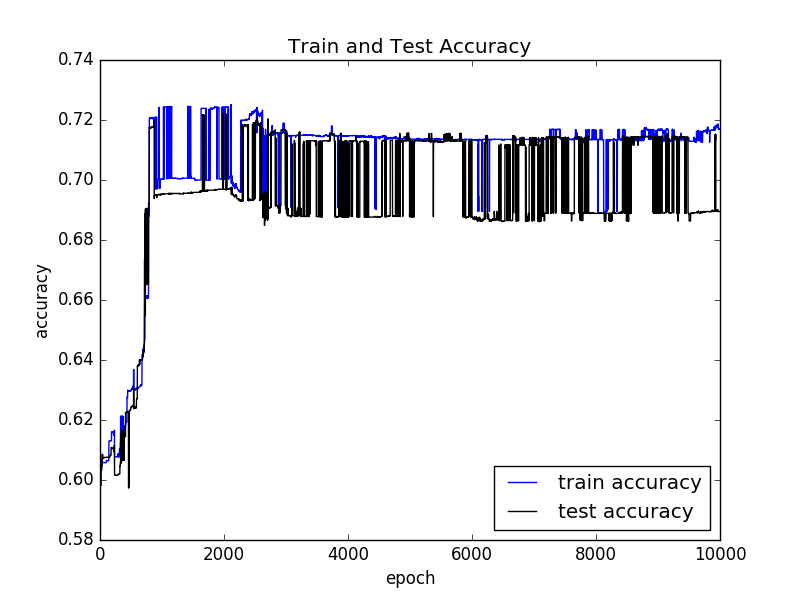 Train and Test Accuracy
0.74
0.72
0.70
0.68
0.66
0.64
0.62
0.60
0.58
accuracy
train accuracy
test accuracy
0 2000 4000 6000 8000 10000
epoch